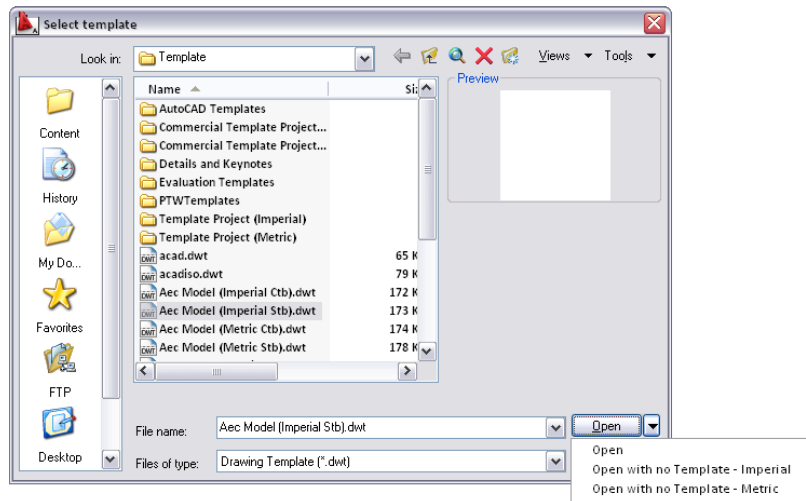 Select template
Look in: Template Views Tools
Name Si:
Preview
AutoCAD Templates
Commercial Template Project...
Commercial Template Project...
Details and Keynotes
Evaluation Templates
PTWTemplates
Template Project (Imperial)
Template Project (Metric)
acad.dwt 65 K
acadiso.dwt 79 K
Aec Model (Imperial Ctb).dwt 172 K
Aec Model (Imperial Stb).dwt 173 K
Aec Model (Metric Ctb).dwt 174 K
Aec Model (Metric Stb).dwt 178 K
Content
History
My Do...
Favorites
FTP
Desktop
File name: Aec Model (Imperial Stb).dwt Open
Files of type: Drawing Template (*.dwt)
Open
Open with no Template - Imperial
Open with no Template - Metric